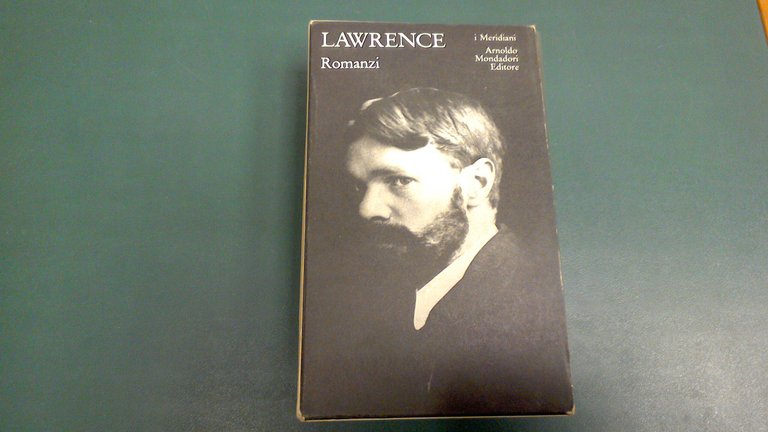 LAWRENCE
Romanzi
i Meridiani
Arnoldo
Mondadori
Editore